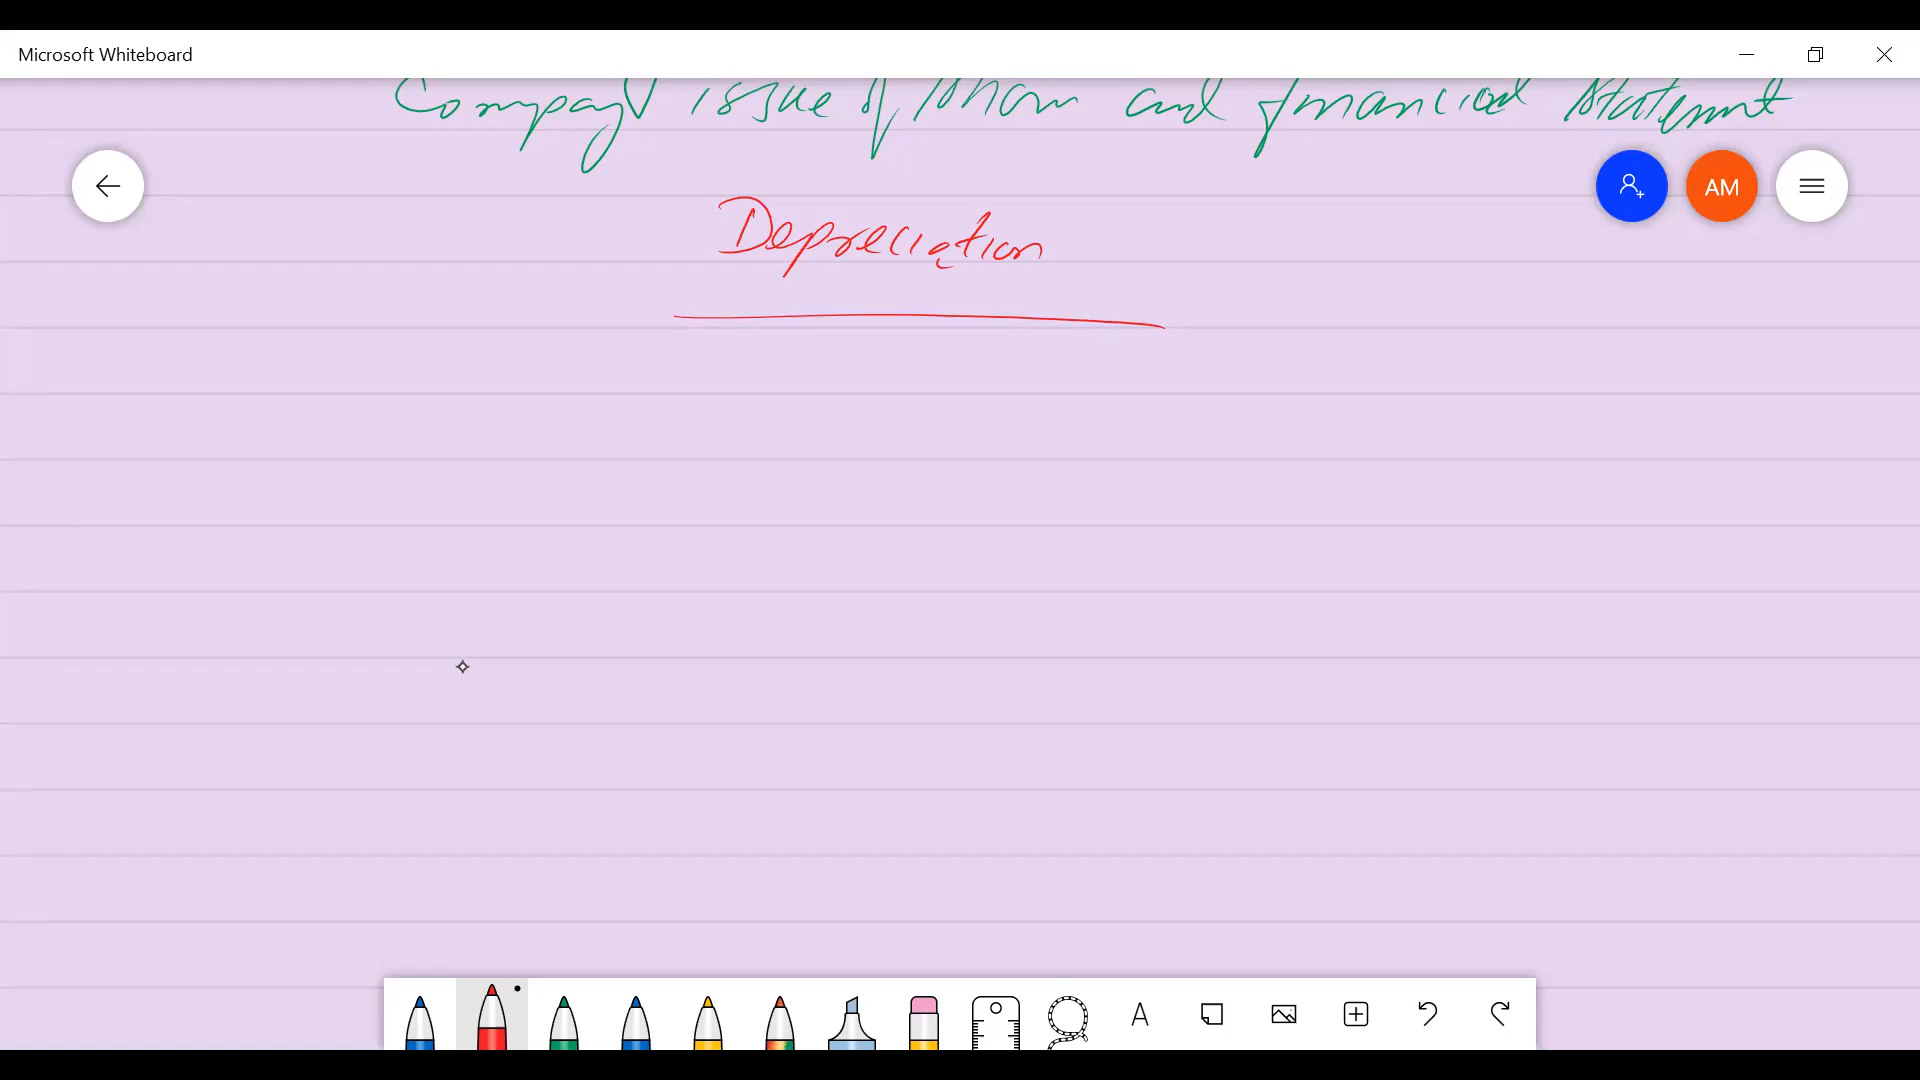 Microsoft Whiteboard
Company issue of share and financial statement
AM
Depreciation
A